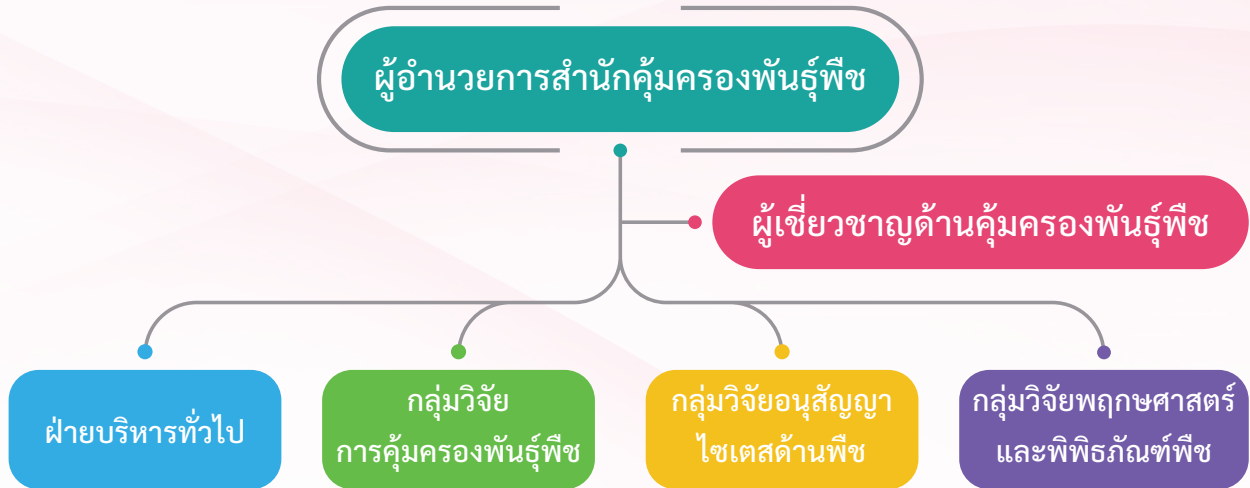 ผู้อำนวยการสำนักคุ้มครองพันธุ์พืช
ผู้เชี่ยวชาญด้านคุ้มครองพันธุ์พืช
ฝ่ายบริหารทั่วไป
กลุ่มวิจัย
การคุ้มครองพันธุ์พืช
กลุ่มวิจัยอนุสัญญา
ไซเตสด้านพืช
กลุ่มวิจัยพฤกษศาสตร์
และพิพิธภัณฑ์พืช